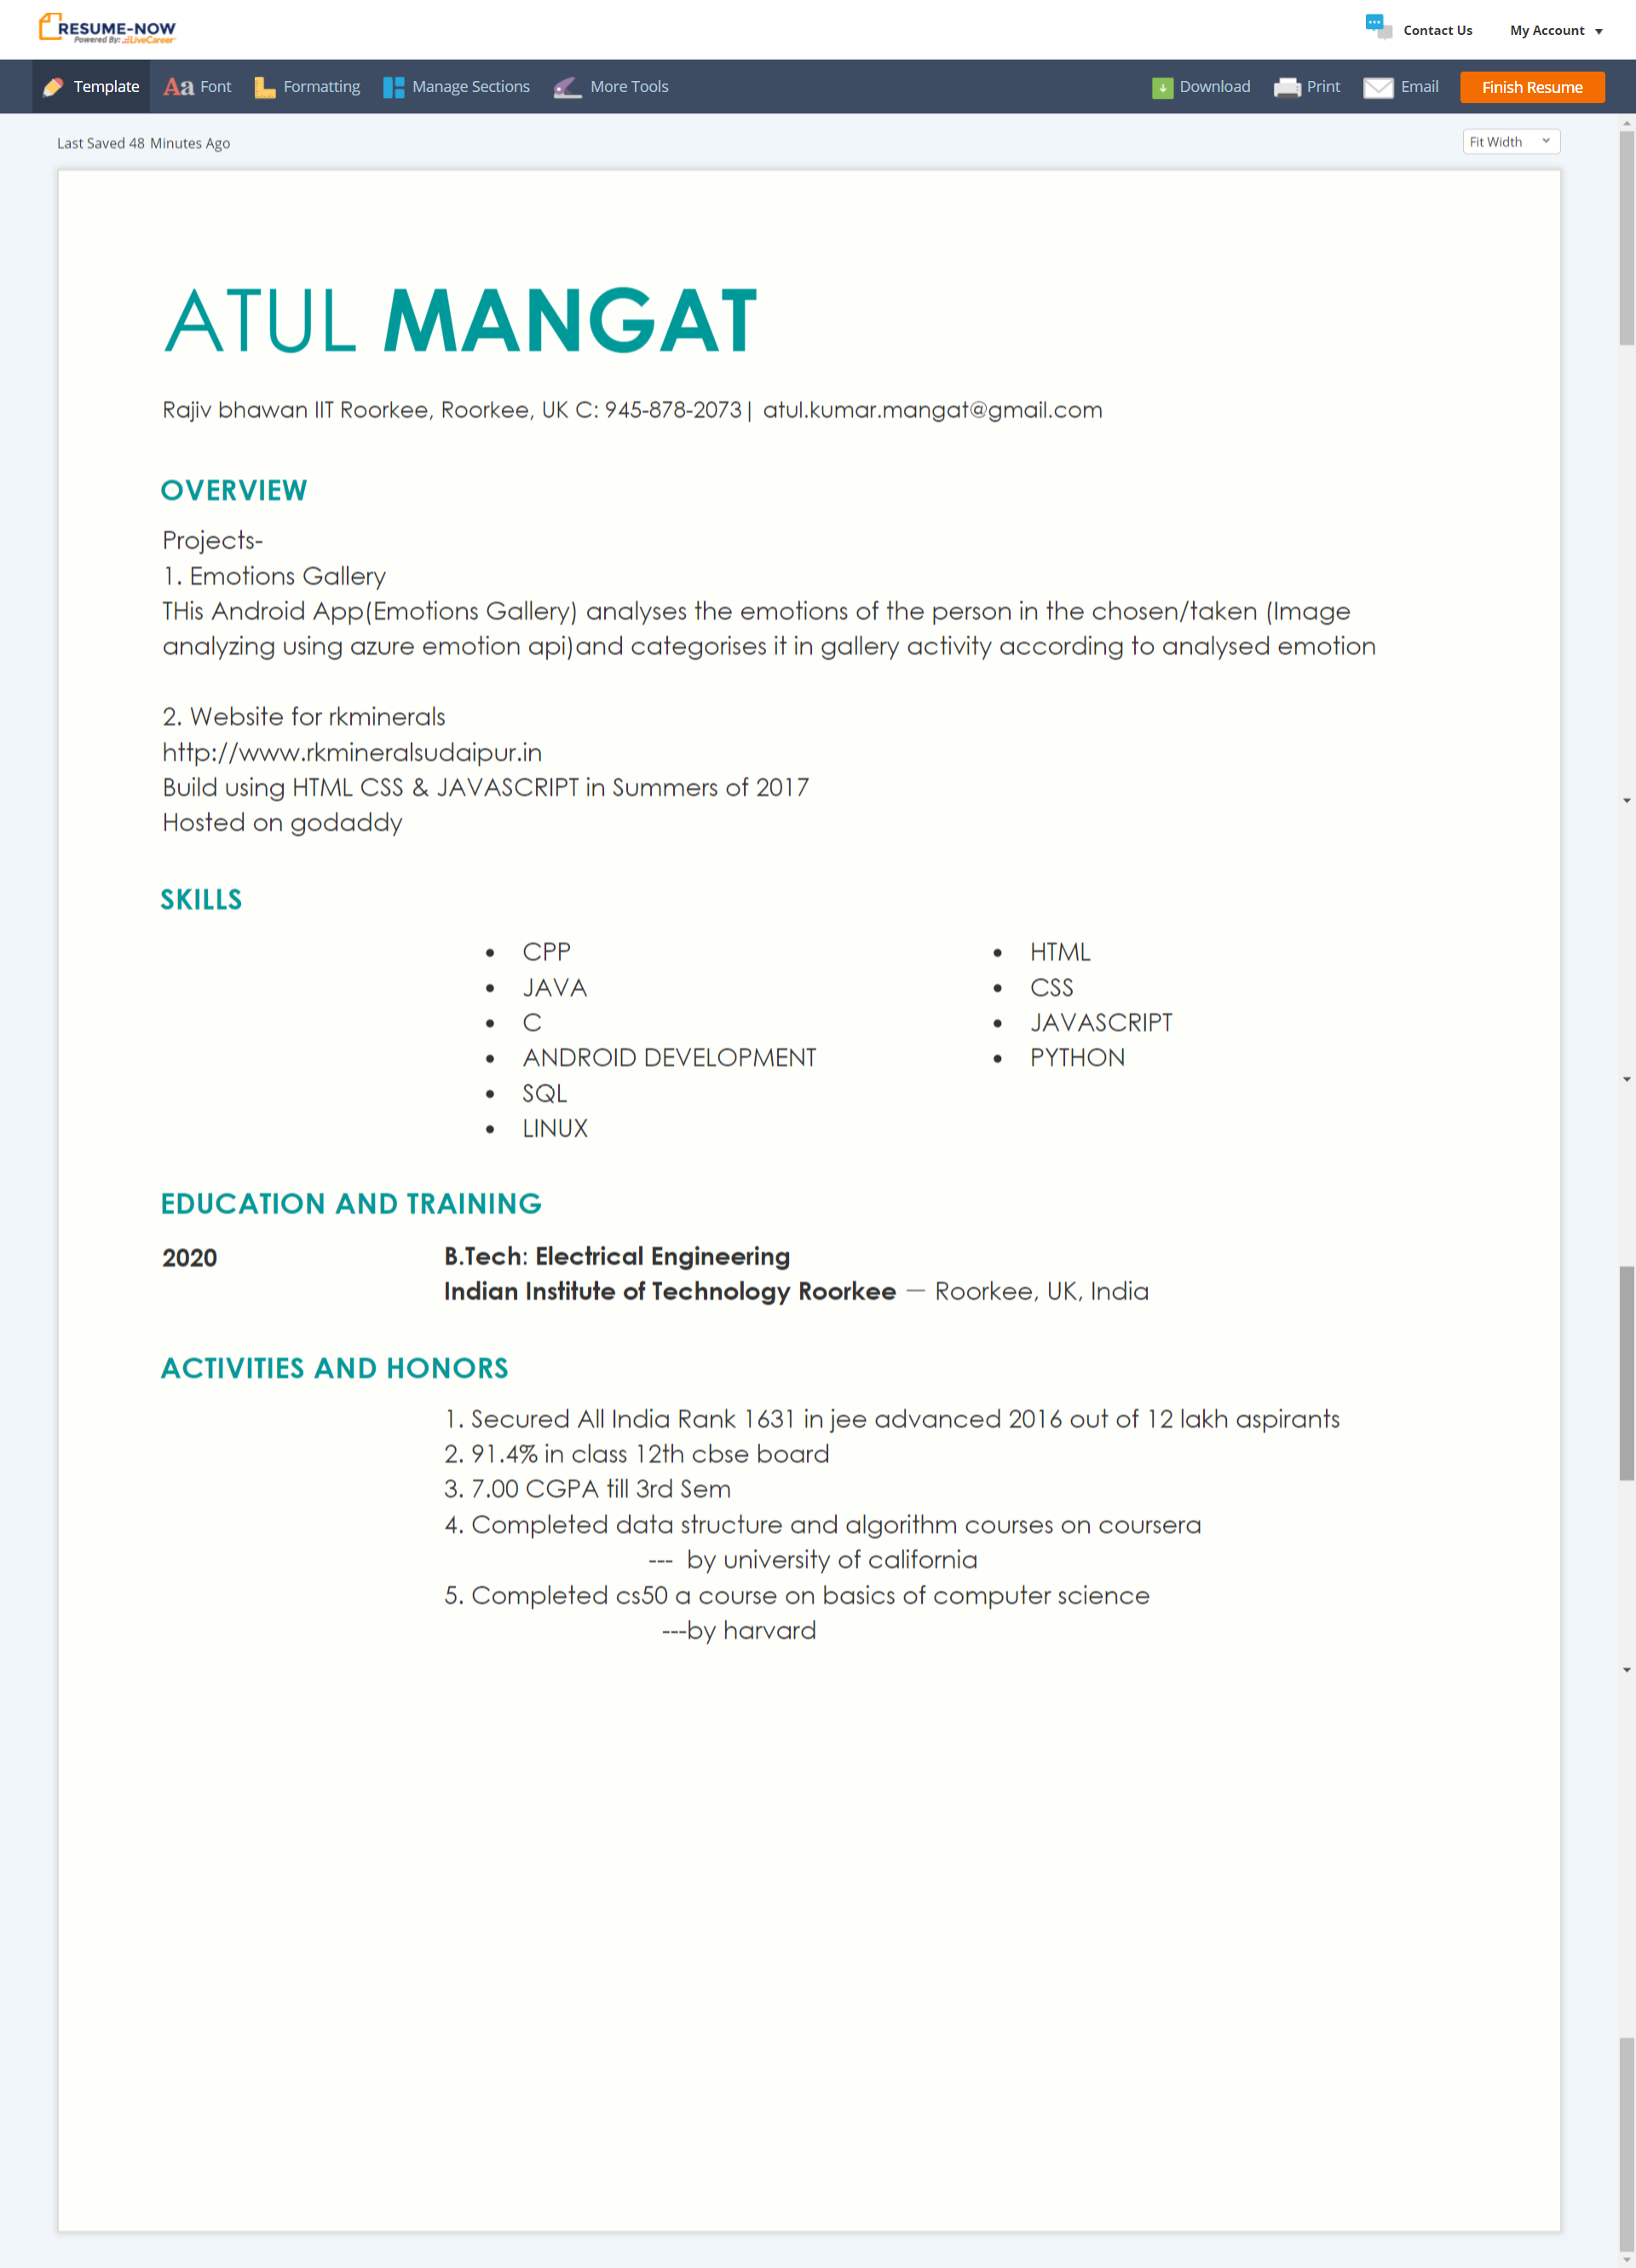 RESUME-NOW
Powered By: LiveCareer
Contact Us My Account
Template Aa Font Formatting Manage Sections More Tools Download Print Email Finish Resume
Last Saved 48 Minutes Ago Fit Width
ATUL MANGAT
Rajiv bhawan IIT Roorkee, Roorkee, UK C: 945-878-2073| atul.kumar.mangat@gmail.com
OVERVIEW
Projects-
1. Emotions Gallery
THis Android App(Emotions Gallery) analyses the emotions of the person in the chosen/taken (Image
analyzing using azure emotion api)and categorises it in gallery activity according to analysed emotion
2. Website for rkminerals
http://www.rkmineralsudaipur.in
Build using HTML CSS & JAVASCRIPT in Summers of 2017
Hosted on godaddy
SKILLS
• CPP
• JAVA
• C
• ANDROID DEVELOPMENT
• SQL
• LINUX
• HTML
• CSS
• JAVASCRIPT
• PYTHON
EDUCATION AND TRAINING
2020 B.Tech: Electrical Engineering
Indian Institute of Technology Roorkee — Roorkee, UK, India
ACTIVITIES AND HONORS
1. Secured All India Rank 1631 in jee advanced 2016 out of 12 lakh aspirants
2. 91.4% in class 12th cbse board
3. 7.00 CGPA till 3rd Sem
4. Completed data structure and algorithm courses on coursera
--- by university of california
5. Completed cs50 a course on basics of computer science
---by harvard